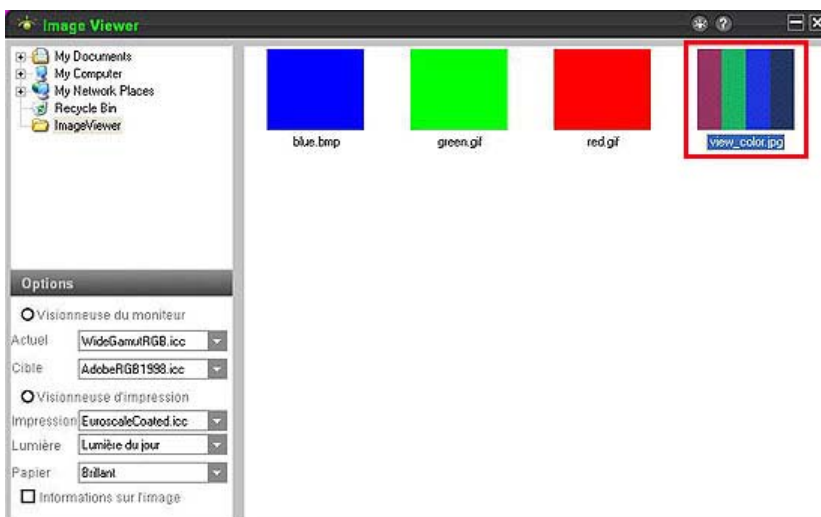 Image Viewer
My Documents
My Computer
My Network Places
Recycle Bin
ImageViewer
blue.bmp
green.gif
red.gif
view_color.jpg
Options
Visionneuse du moniteur
Actuel WideGamutRGB.icc
Cible AdobeRGB1998.icc
Visionneuse d'impression
Impression EuroscaleCoated.icc
Lumière Lumière du jour
Papier Brillant
Informations sur l'image